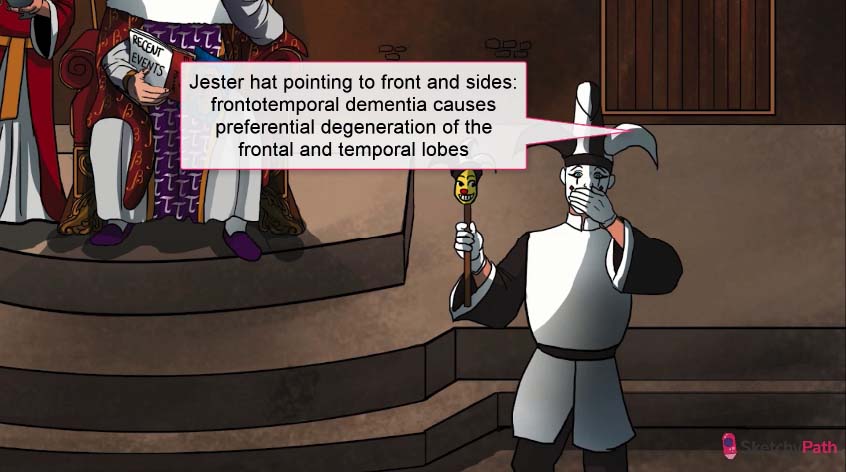 RECENT
EVENTS
Jester hat pointing to front and sides:
frontotemporal dementia causes
preferential degeneration of the
frontal and temporal lobes
SketchyPath